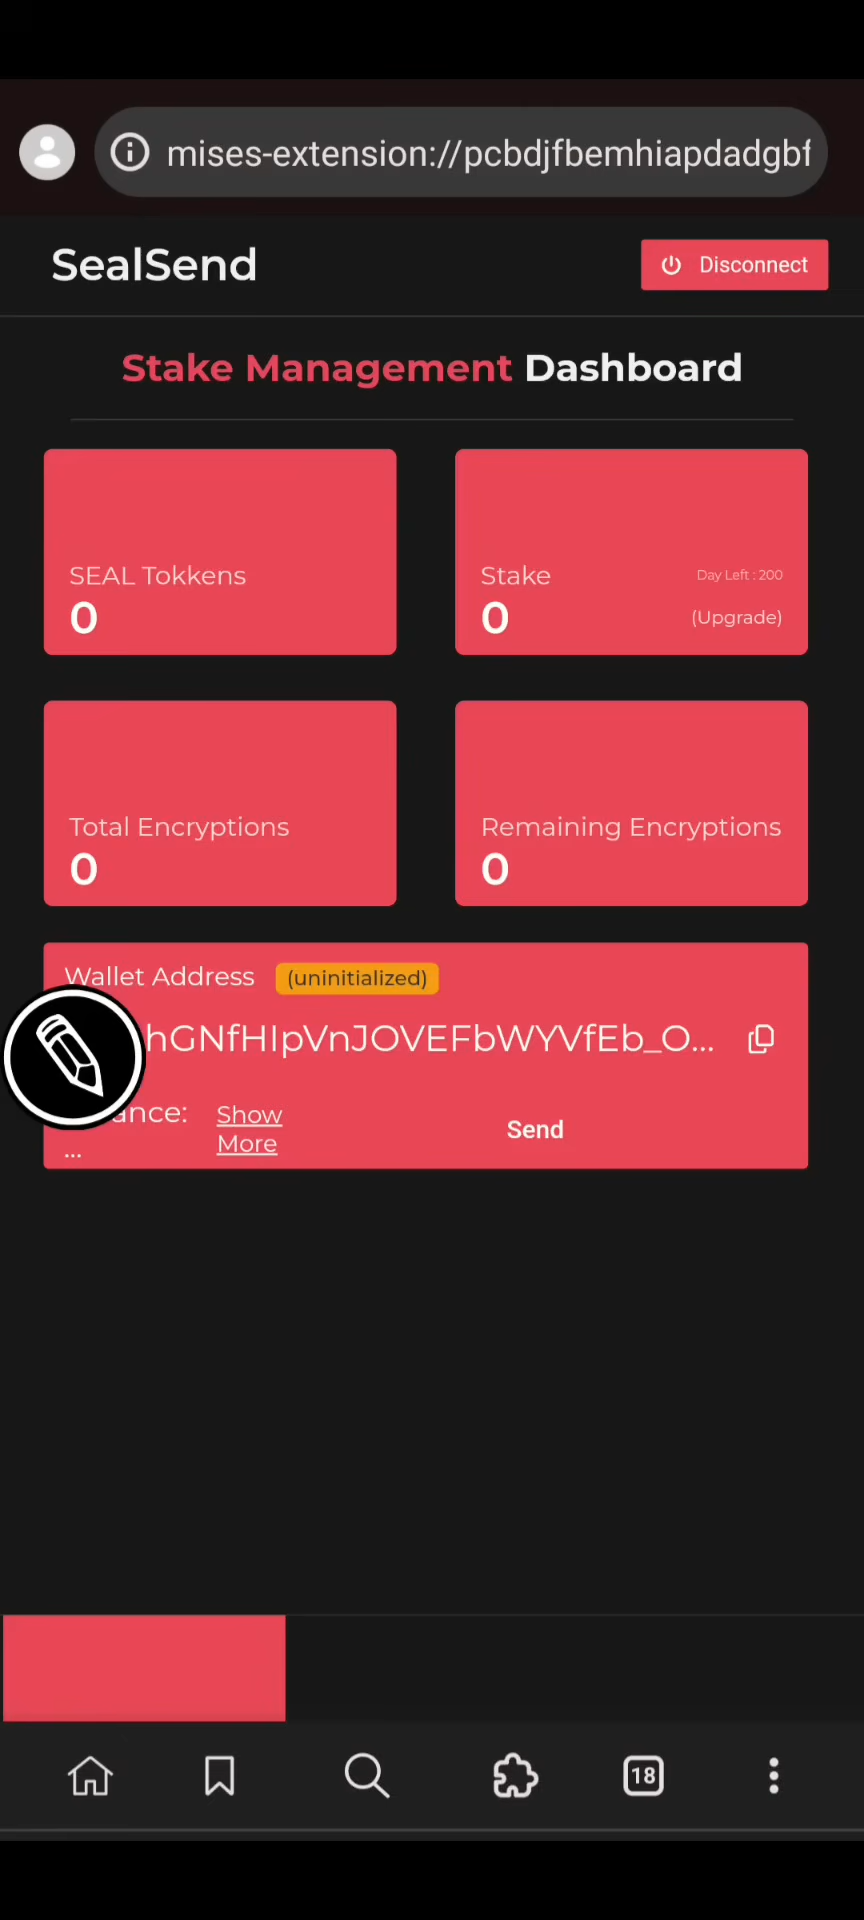 mises-extension://pcbdjfbemhiapdadgbf
SealSend
Disconnect
Stake Management Dashboard
SEAL Tokkens
0
Stake
Day Left : 200
0
(Upgrade)
Total Encryptions
0
Remaining Encryptions
0
Wallet Address (uninitialized)
hGNfHIpVnJOVEFbWYVfEb_O...
ance:
...
Show
More
Send
18